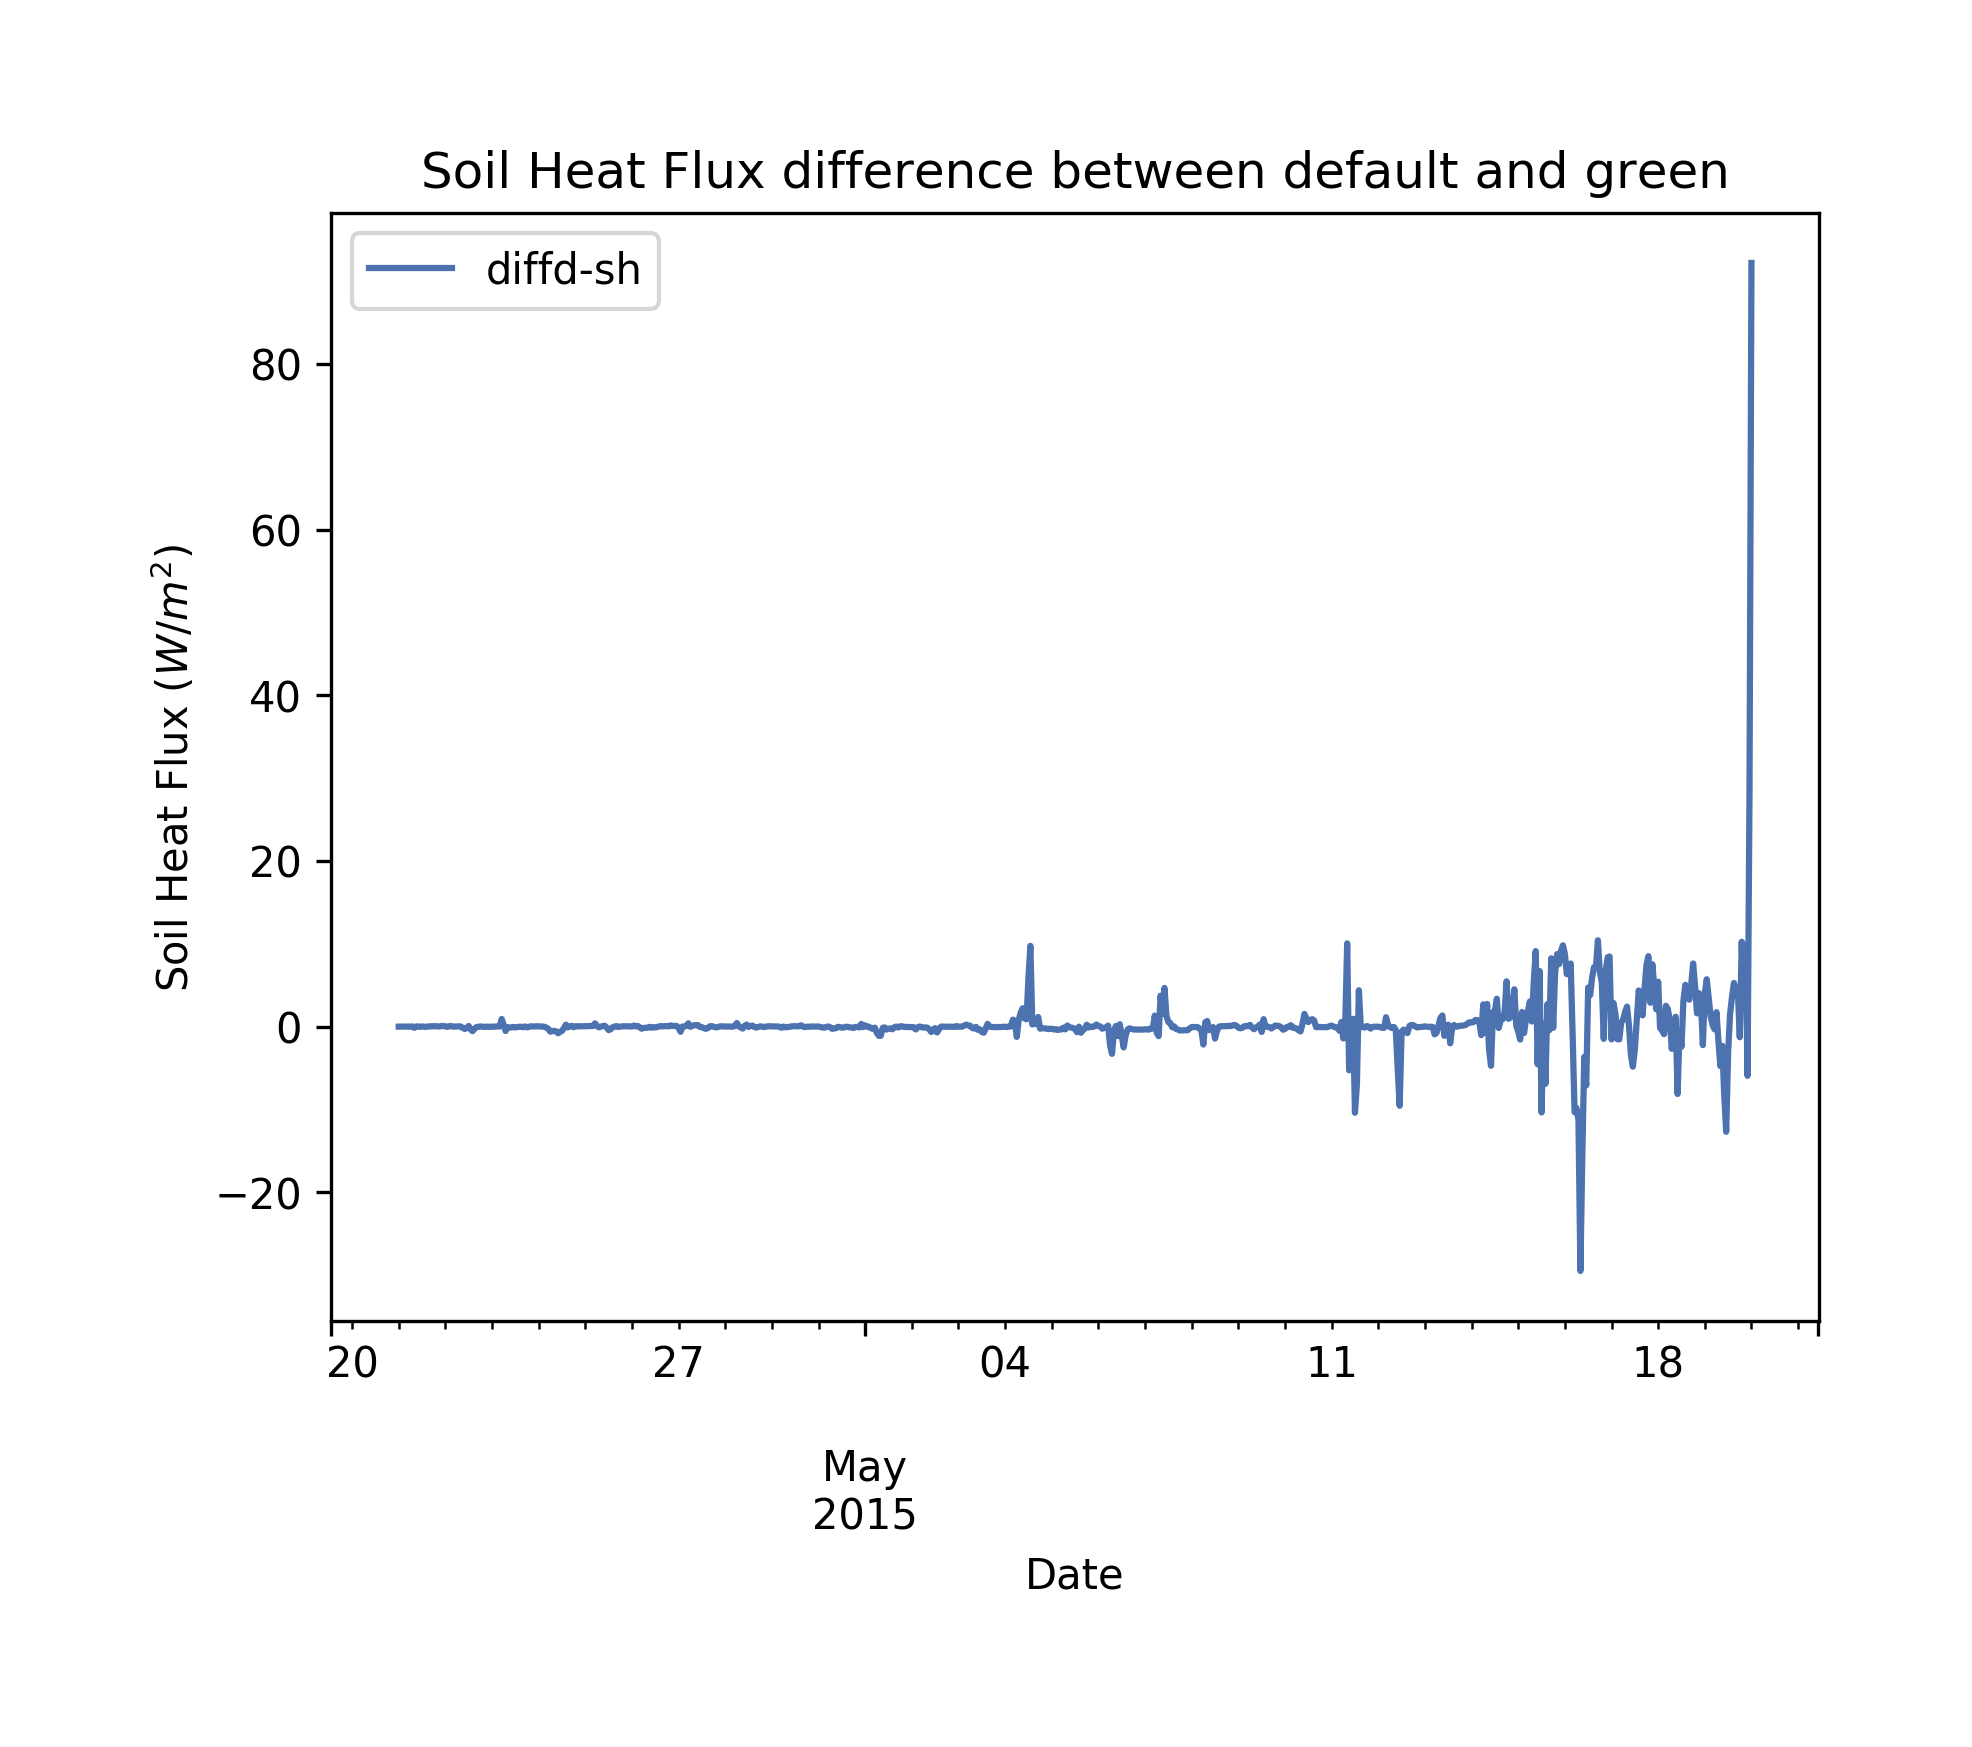 Soil Heat Flux difference between default and green
diffd-sh
80
60
40
20
0
−20
Soil Heat Flux (W/m²)
20 27 04 11 18
May
2015
Date